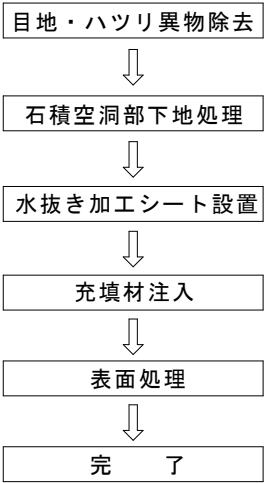 目地・ハツリ異物除去
石積空洞部下地処理
水抜き加工シート設置
充填材注入
表面処理
完　　了